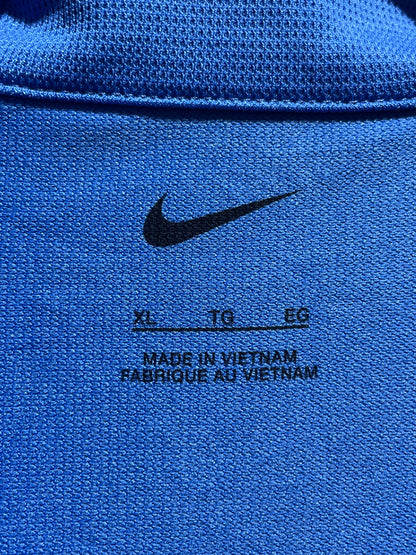 XL TG EG
MADE IN VIETNAM
FABRIQUE AU VIETNAM